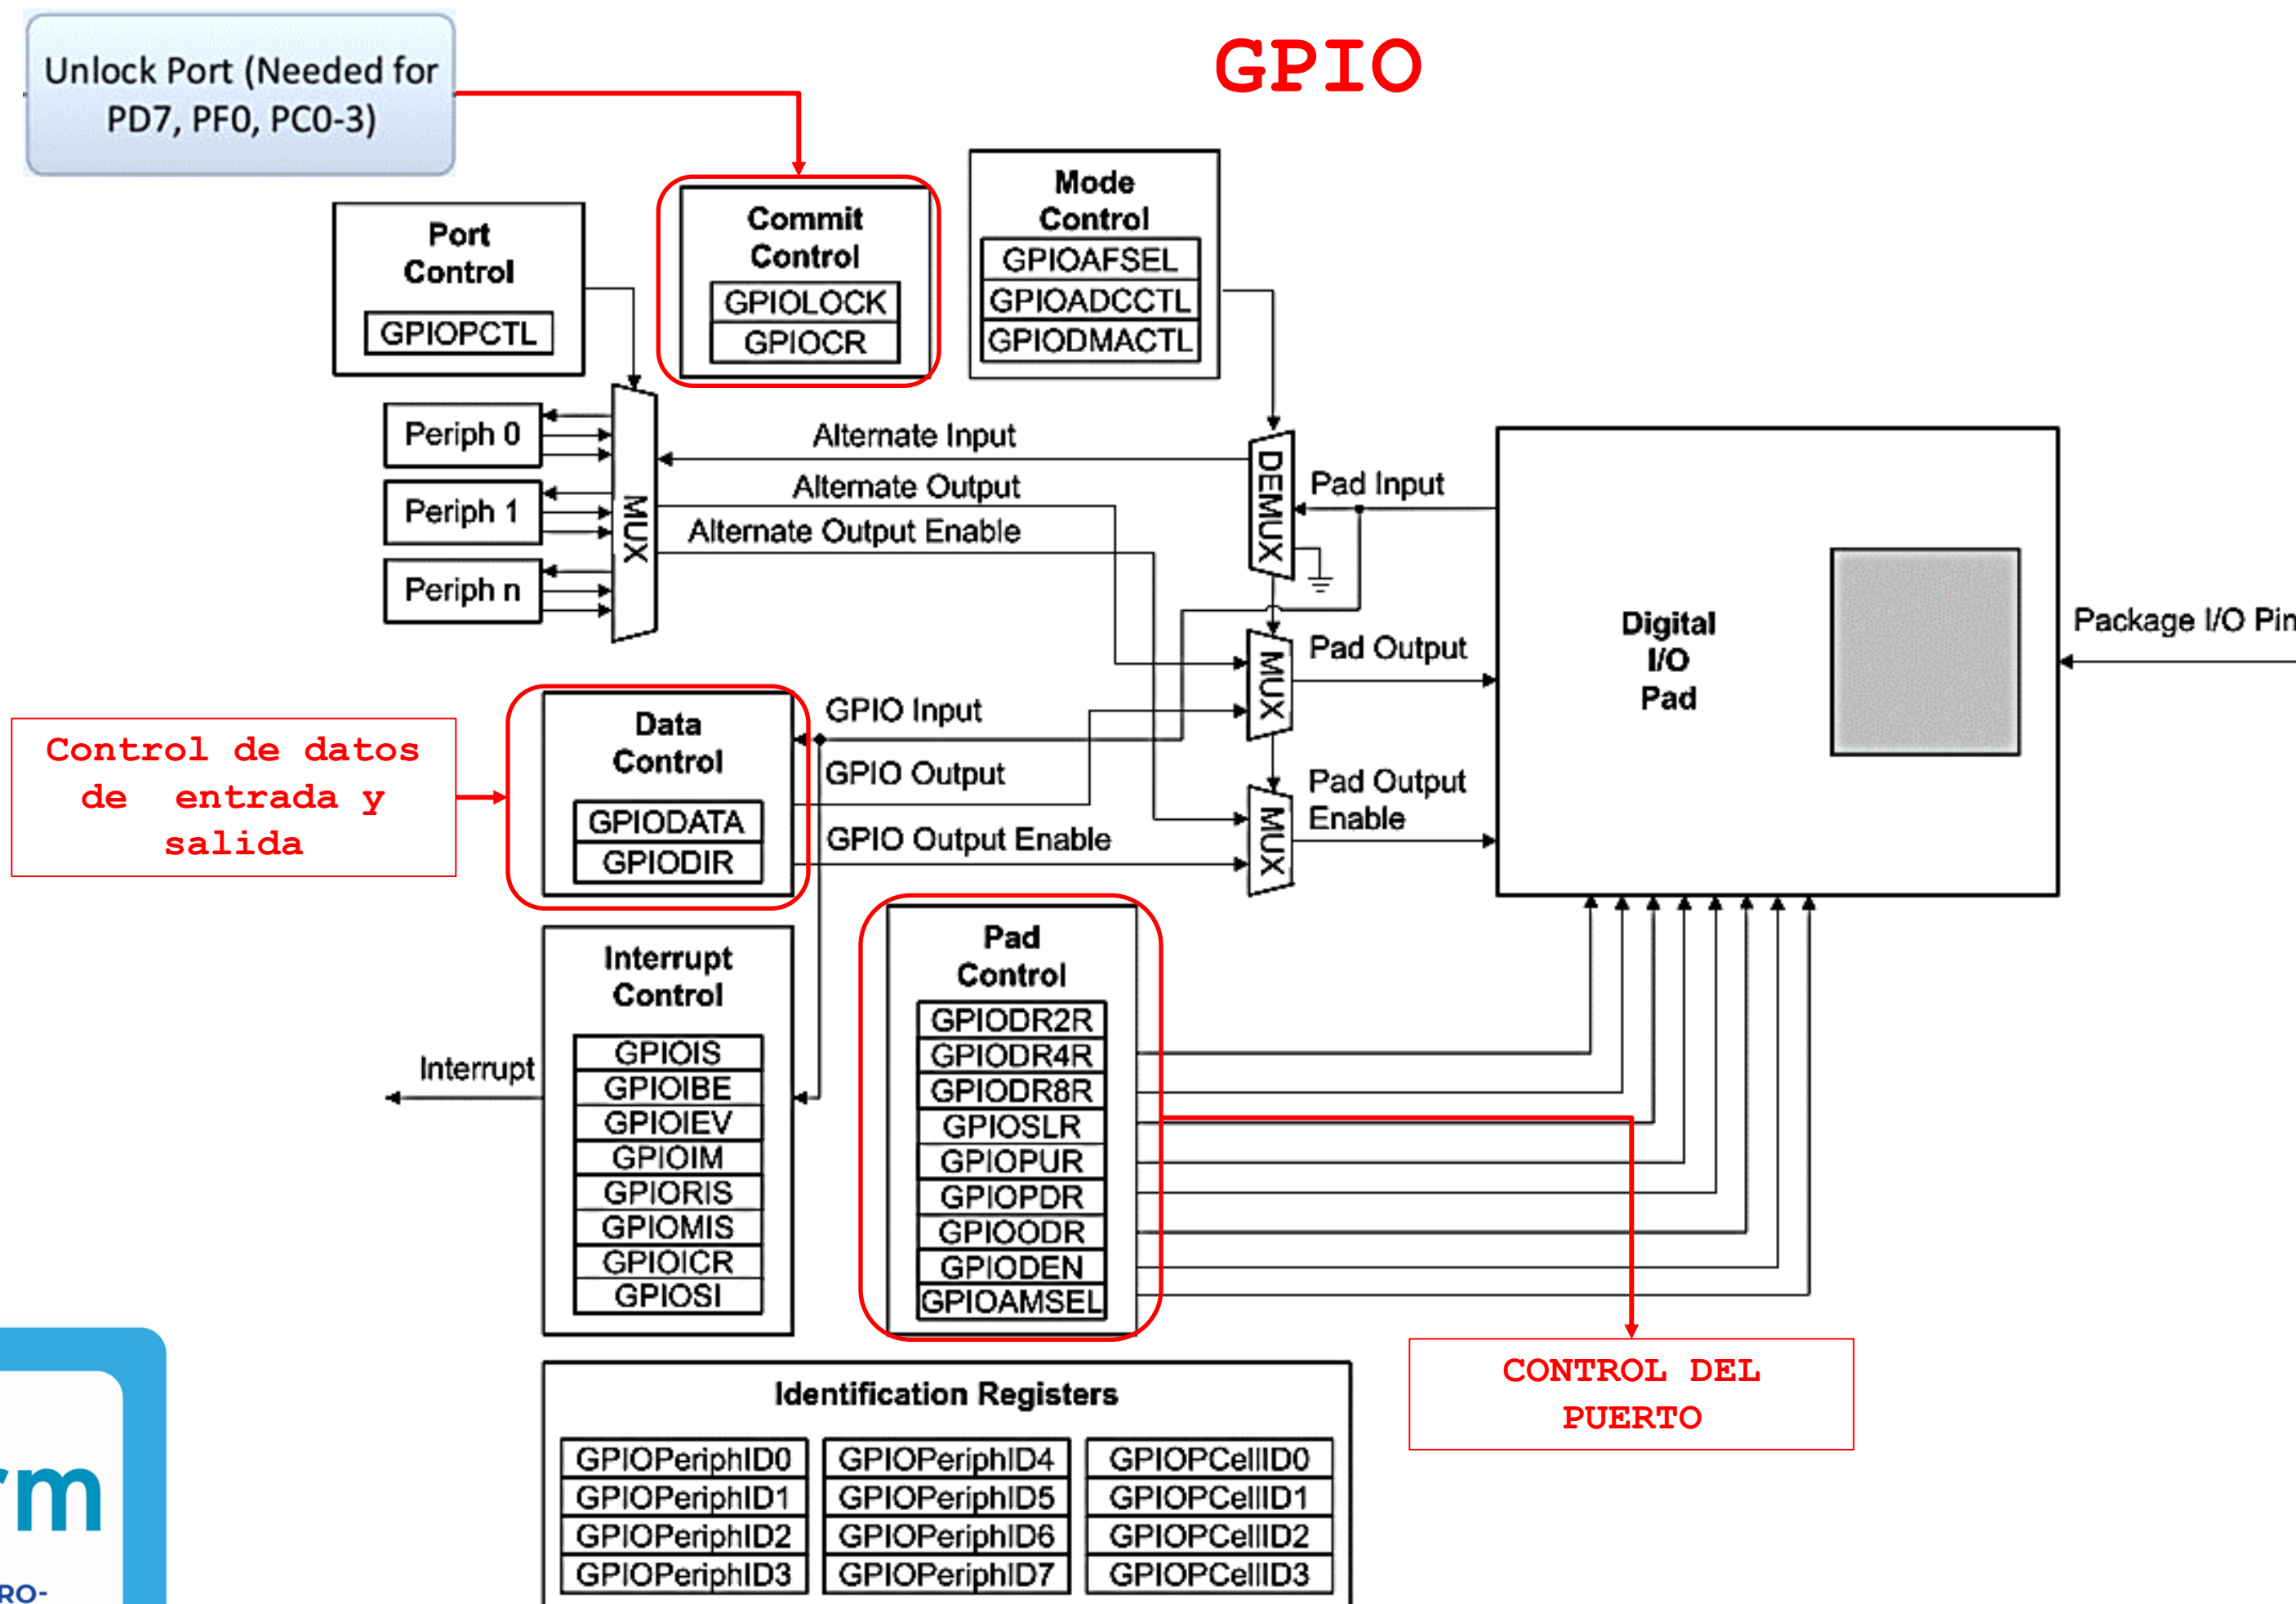 GPIO
Unlock Port (Needed for
PD7, PF0, PC0-3)
Port
Control
GPIOPCTL
Commit
Control
GPIOLOCK
GPIOCR
Mode
Control
GPIOAFSEL
GPIOADCCTL
GPIODMACTL
Periph 0
Periph 1
Periph n
MUX
Alternate Input
Alternate Output
Alternate Output Enable
DEMUX
Pad Input
MUX
Pad Output
MUX
Pad Output
Enable
Digital
I/O
Pad
Package I/O Pin
Control de datos
de entrada y
salida
Data
Control
GPIODATA
GPIODIR
GPIO Input
GPIO Output
GPIO Output Enable
Interrupt
Interrupt
Control
GPIOIS
GPIOIBE
GPIOIEV
GPIOIM
GPIORIS
GPIOMIS
GPIOICR
GPIOSI
Pad
Control
GPIODR2R
GPIODR4R
GPIODR8R
GPIOSLR
GPIOPUR
GPIOPDR
GPIOODR
GPIODEN
GPIOAMSEL
CONTROL DEL
PUERTO
Identification Registers
GPIOPeriphID0 GPIOPeriphID4 GPIOPCellID0
GPIOPeriphID1 GPIOPeriphID5 GPIOPCellID1
GPIOPeriphID2 GPIOPeriphID6 GPIOPCellID2
GPIOPeriphID3 GPIOPeriphID7 GPIOPCellID3